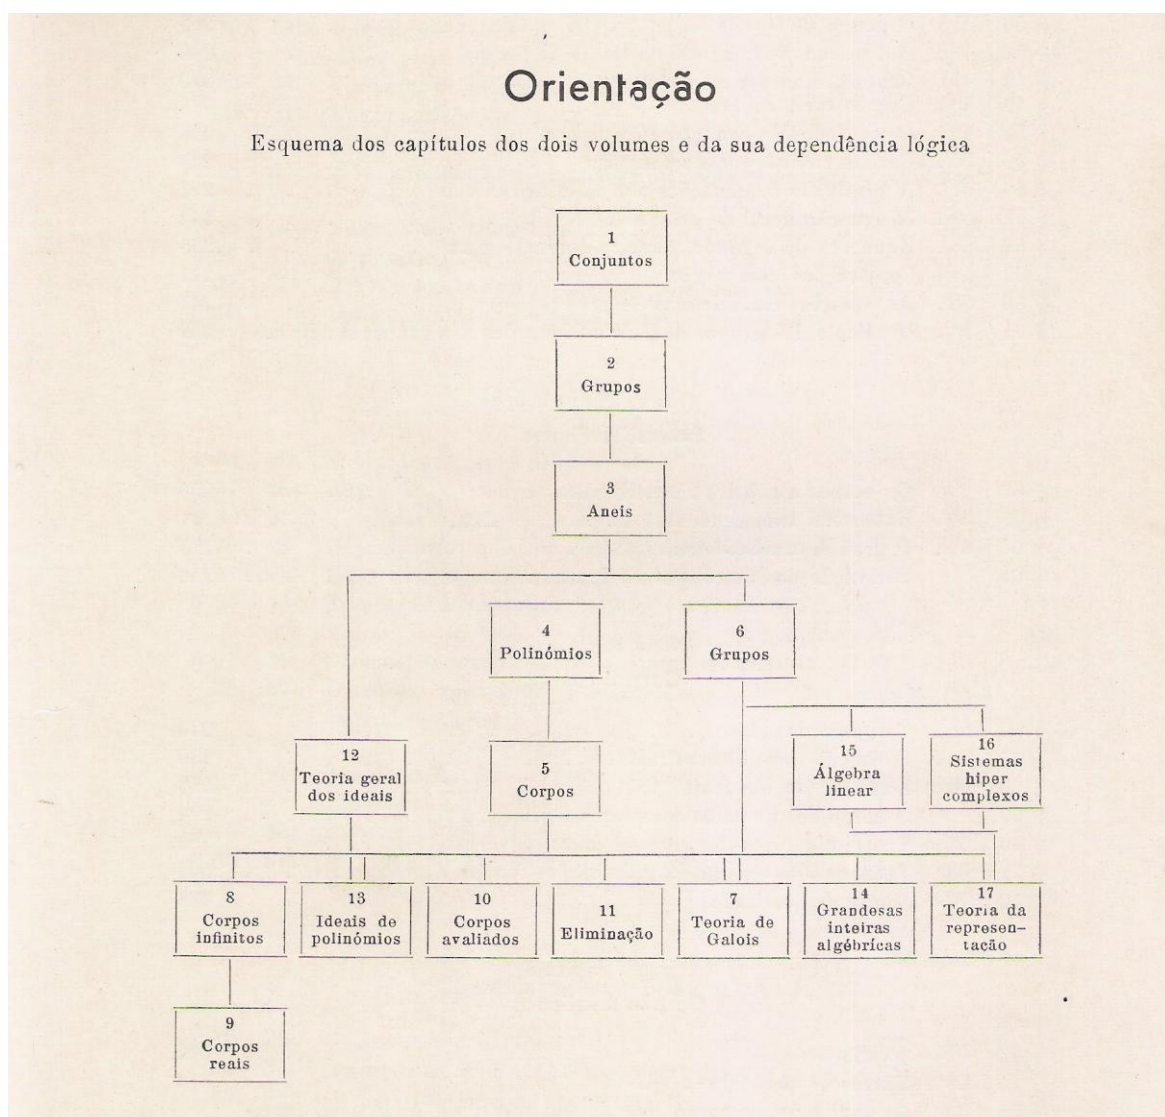 Orientação
Esquema dos capítulos dos dois volumes e da sua dependência lógica
1
Conjuntos
2
Grupos
3
Aneis
4
Polinómios
6
Grupos
12
Teoria geral
dos ideais
5
Corpos
15
Álgebra
linear
16
Sistemas
hiper
complexos
8
Corpos
infinitos
13
Ideais de
polinómios
10
Corpos
avaliados
11
Eliminação
7
Teoria de
Galois
14
Grandesas
inteiras
algébricas
17
Teoria da
represen-
tação
9
Corpos
reais